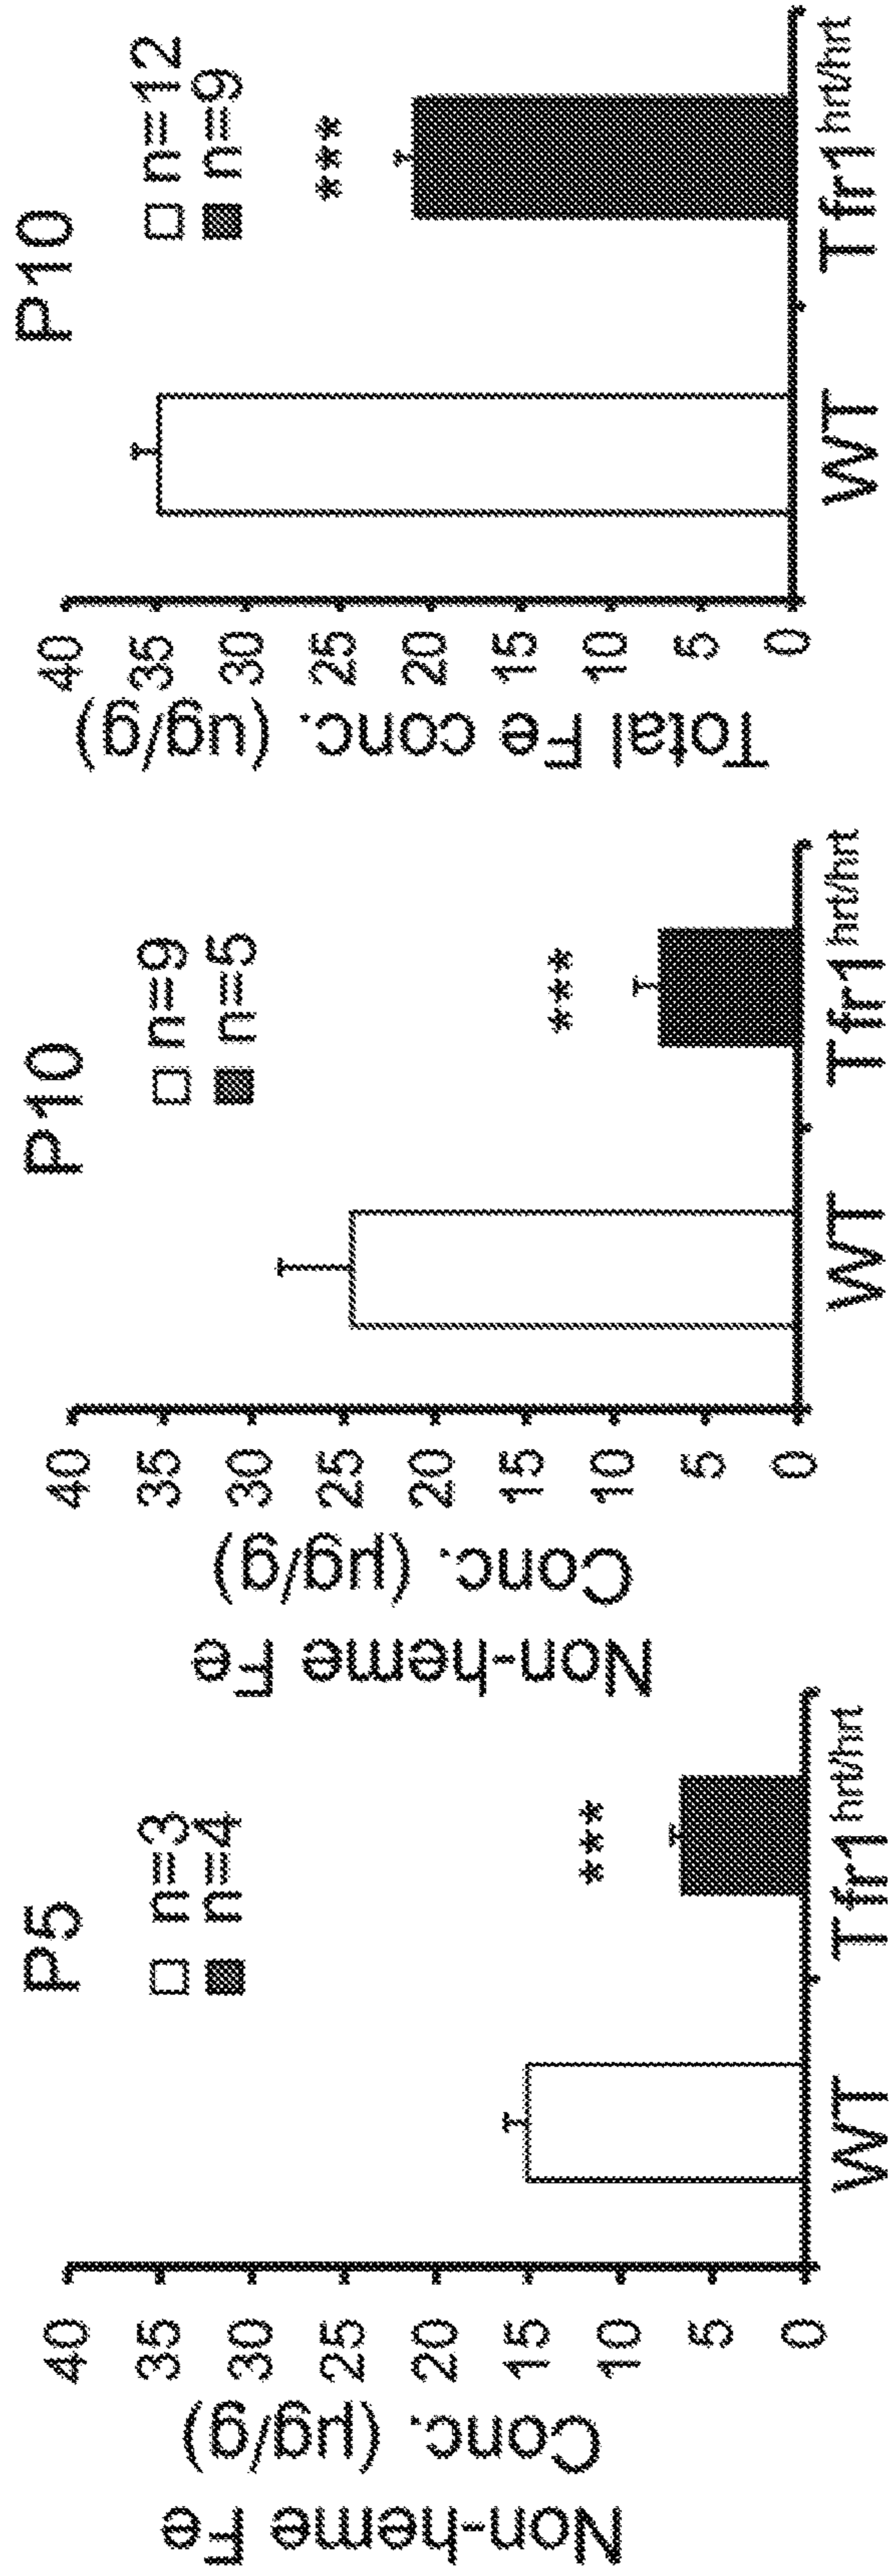 P5
n=3
n=4
***
Non-heme Fe
Conc. (µg/g)
40
35
30
25
20
15
10
5
0
WT
Tfr1hrt/hrt
P10
n=9
n=5
***
Non-heme Fe
Conc. (µg/g)
40
35
30
25
20
15
10
5
0
WT
Tfr1hrt/hrt
P10
n=12
n=9
***
Total Fe conc. (ug/g)
40
35
30
25
20
15
10
5
0
WT
Tfr1hrt/hrt